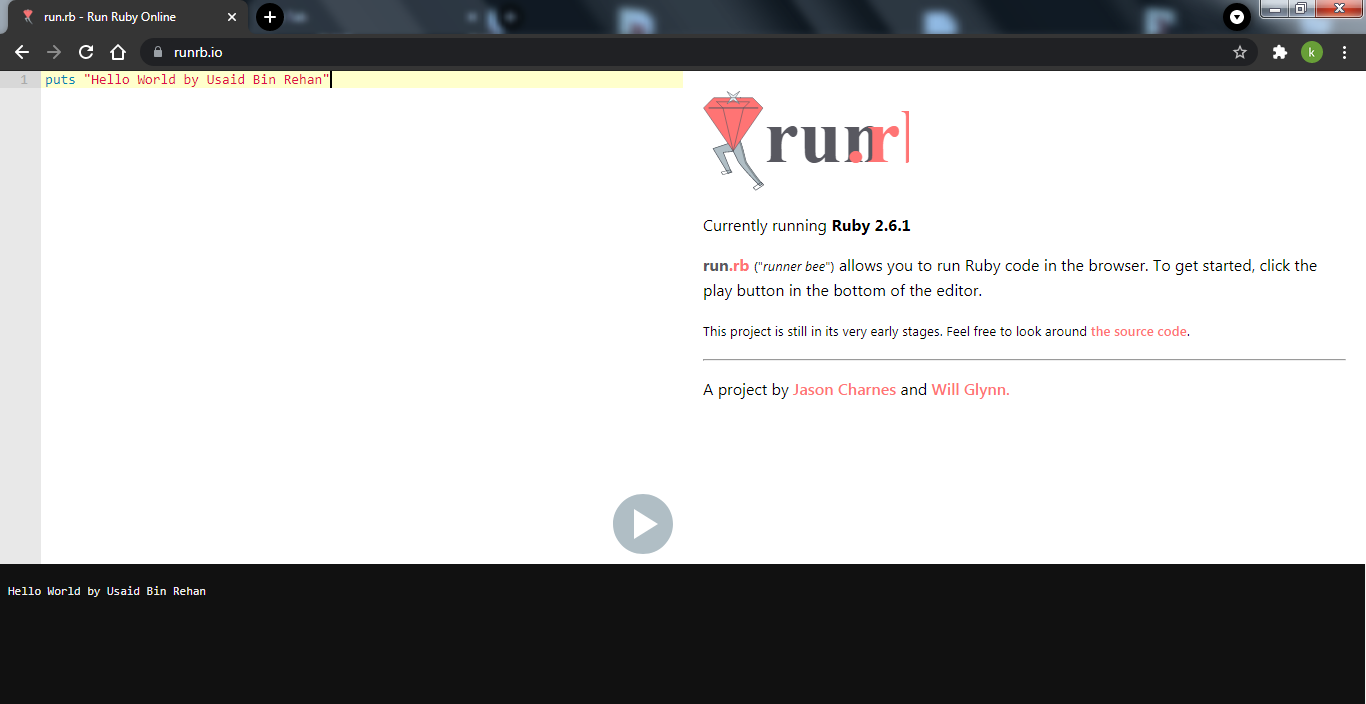 run.rb - Run Ruby Online
runrb.io
k
1 puts "Hello World by Usaid Bin Rehan"
run.r
Currently running Ruby 2.6.1
run.rb ("runner bee") allows you to run Ruby code in the browser. To get started, click the
play button in the bottom of the editor.
This project is still in its very early stages. Feel free to look around the source code.
A project by Jason Charnes and Will Glynn.
Hello World by Usaid Bin Rehan